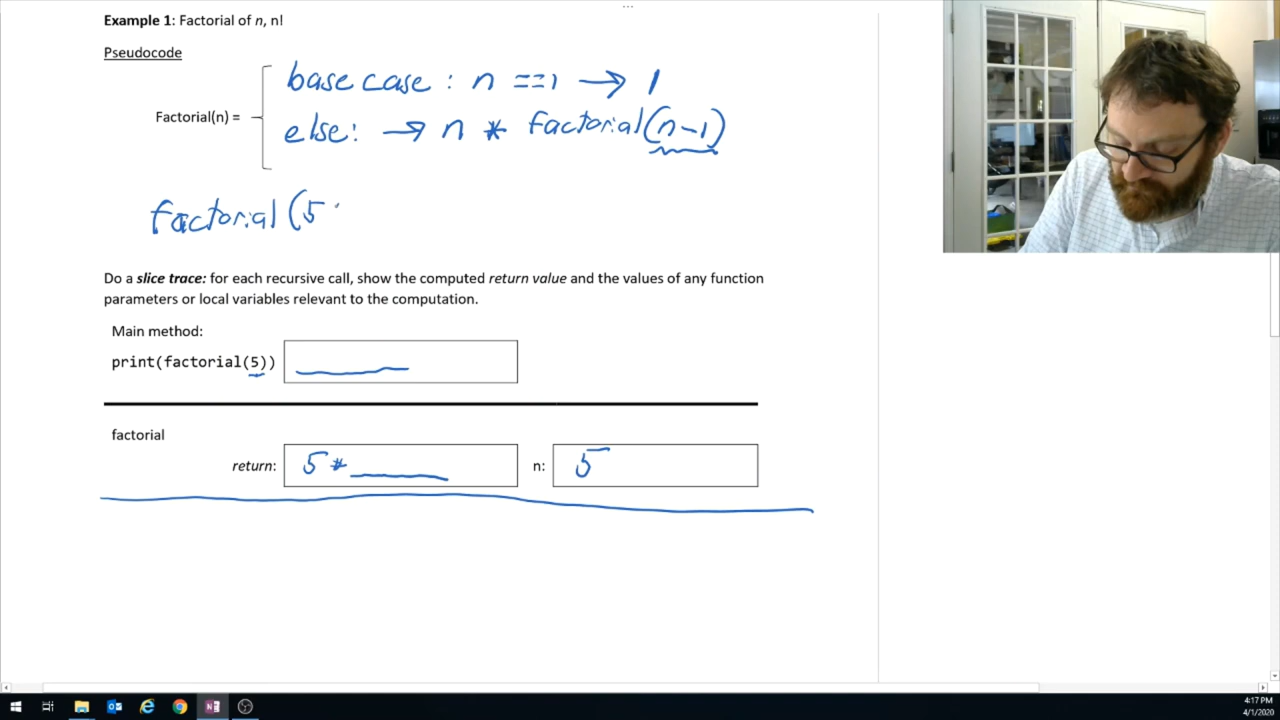 Example 1: Factorial of n, n!
Pseudocode
base case : n ==1 → 1
Factorial(n) =
else: → n * factorial(n-1)
factorial (5
Do a slice trace: for each recursive call, show the computed return value and the values of any function
parameters or local variables relevant to the computation.
Main method:
print(factorial(5))
factorial
return: 5 * n: 5
4:17 PM
4/1/2020